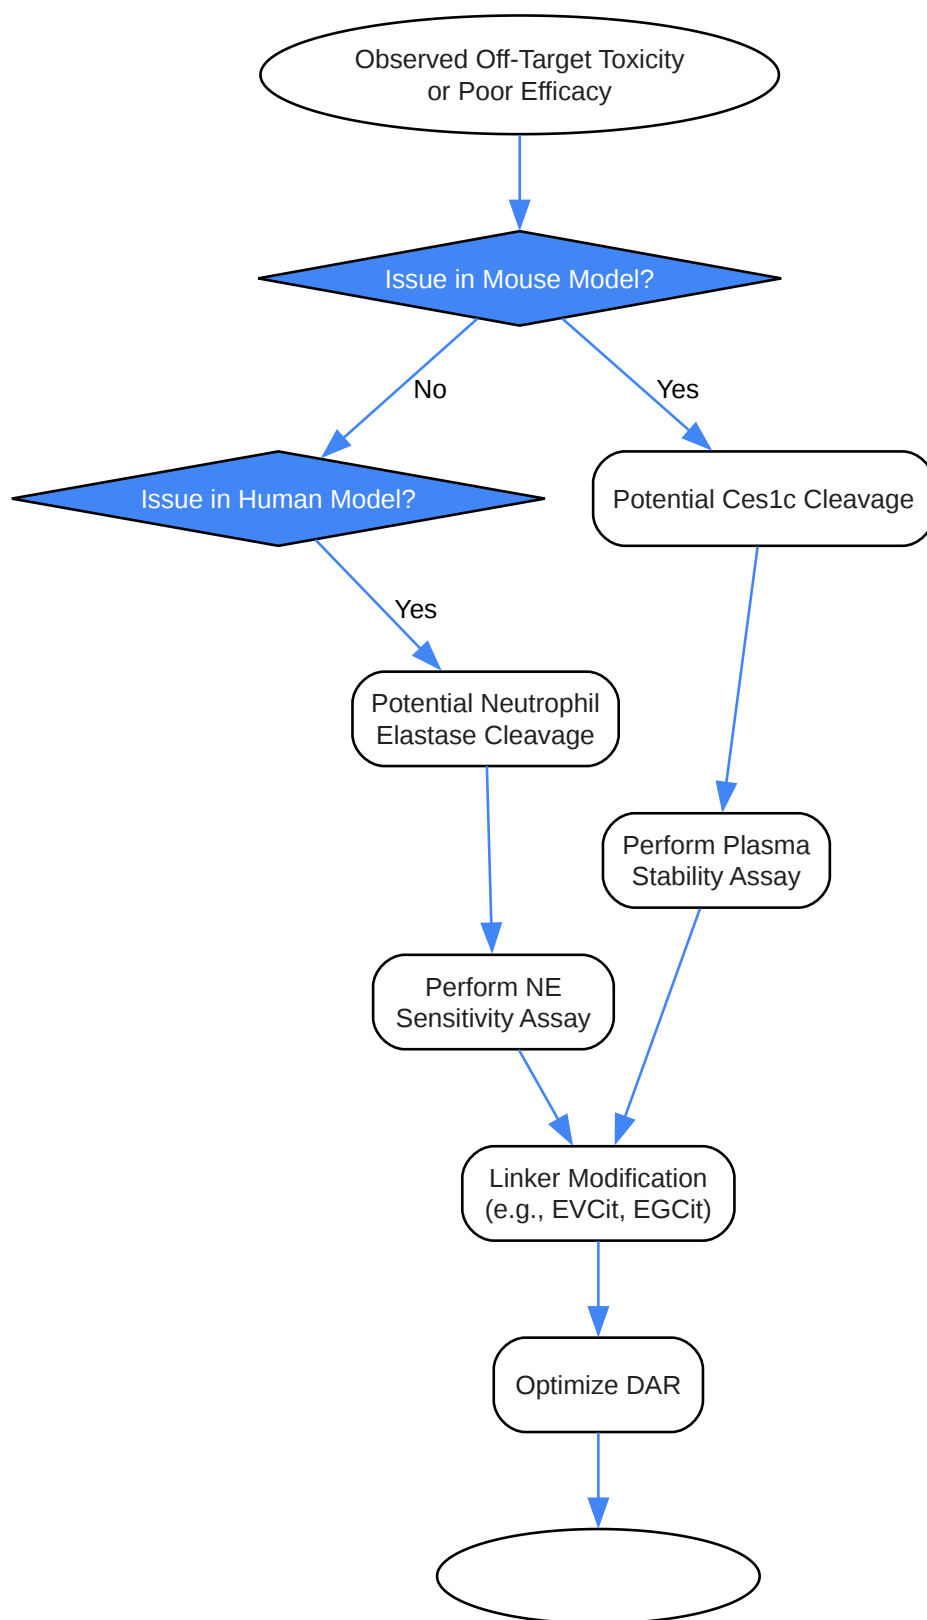 Observed Off-Target Toxicity
or Poor Efficacy
Issue in Mouse Model?
No
Yes
Issue in Human Model?
Potential Ces1c Cleavage
Yes
Potential Neutrophil
Elastase Cleavage
Perform Plasma
Stability Assay
Perform NE
Sensitivity Assay
Linker Modification
(e.g., EVCit, EGCit)
Optimize DAR